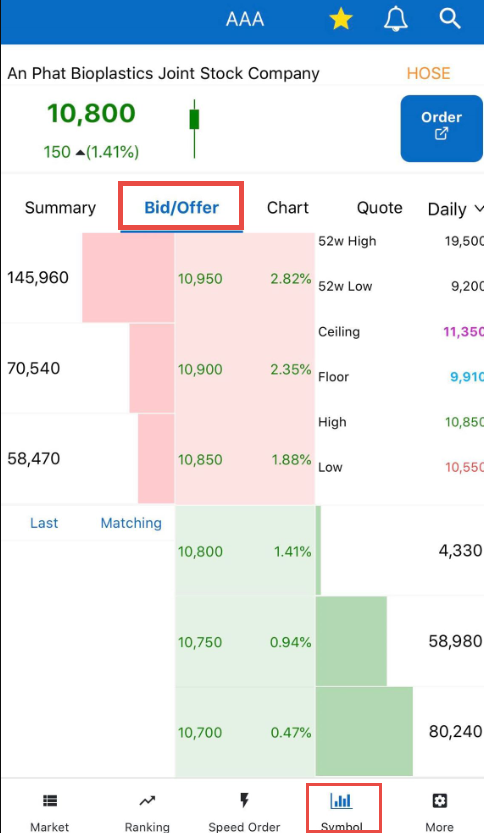 AAA
An Phat Bioplastics Joint Stock Company HOSE
10,800
150 (1.41%)
Order
Summary Bid/Offer Chart Quote Daily
145,960 10,950 2.82%
70,540 10,900 2.35%
58,470 10,850 1.88%
52w High 19,500
52w Low 9,200
Ceiling 11,350
Floor 9,910
High 10,850
Low 10,550
Last Matching
10,800 1.41% 4,330
10,750 0.94% 58,980
10,700 0.47% 80,240
Market Ranking Speed Order Symbol More